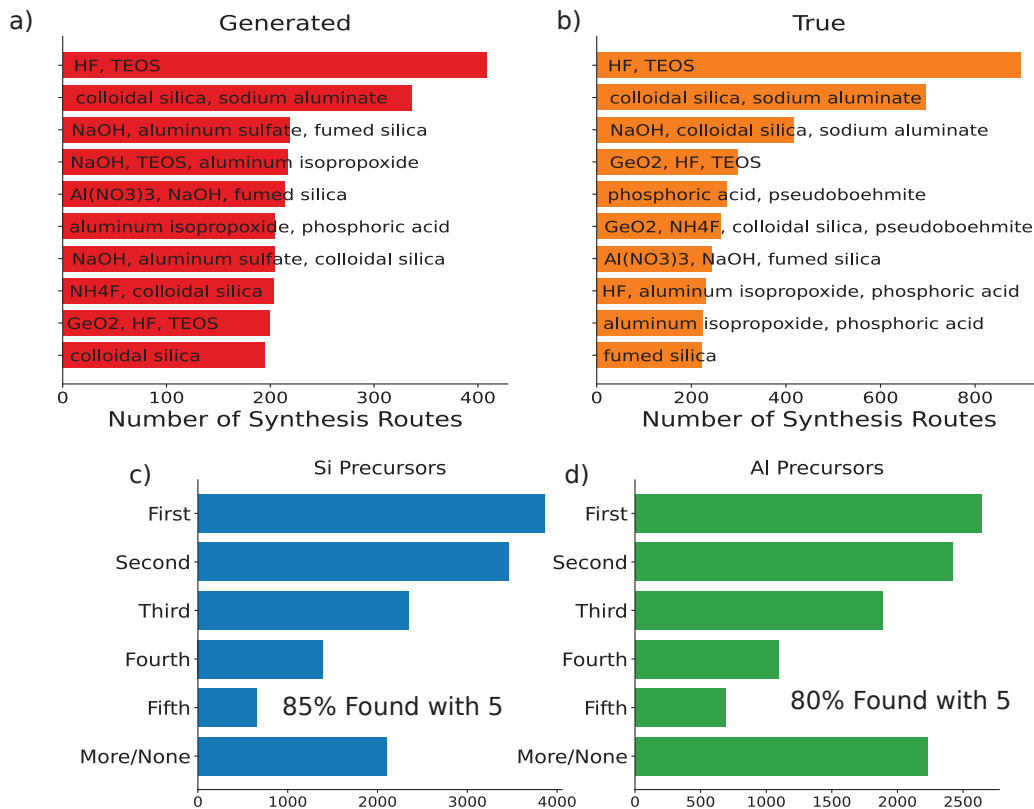 a)
Generated
HF, TEOS
colloidal silica, sodium aluminate
NaOH, aluminum sulfate, fumed silica
NaOH, TEOS, aluminum isopropoxide
Al(NO3)3, NaOH, fumed silica
aluminum isopropoxide, phosphoric acid
NaOH, aluminum sulfate, colloidal silica
NH4F, colloidal silica
GeO2, HF, TEOS
colloidal silica
0 100 200 300 400
Number of Synthesis Routes
b)
True
HF, TEOS
colloidal silica, sodium aluminate
NaOH, colloidal silica, sodium aluminate
GeO2, HF, TEOS
phosphoric acid, pseudoboehmite
GeO2, NH4F, colloidal silica, pseudoboehmite
Al(NO3)3, NaOH, fumed silica
HF, aluminum isopropoxide, phosphoric acid
aluminum isopropoxide, phosphoric acid
fumed silica
0 200 400 600 800
Number of Synthesis Routes
c)
Si Precursors
First
Second
Third
Fourth
Fifth
More/None
85% Found with 5
0 1000 2000 3000 4000
d)
Al Precursors
First
Second
Third
Fourth
Fifth
More/None
80% Found with 5
0 500 1000 1500 2000 2500